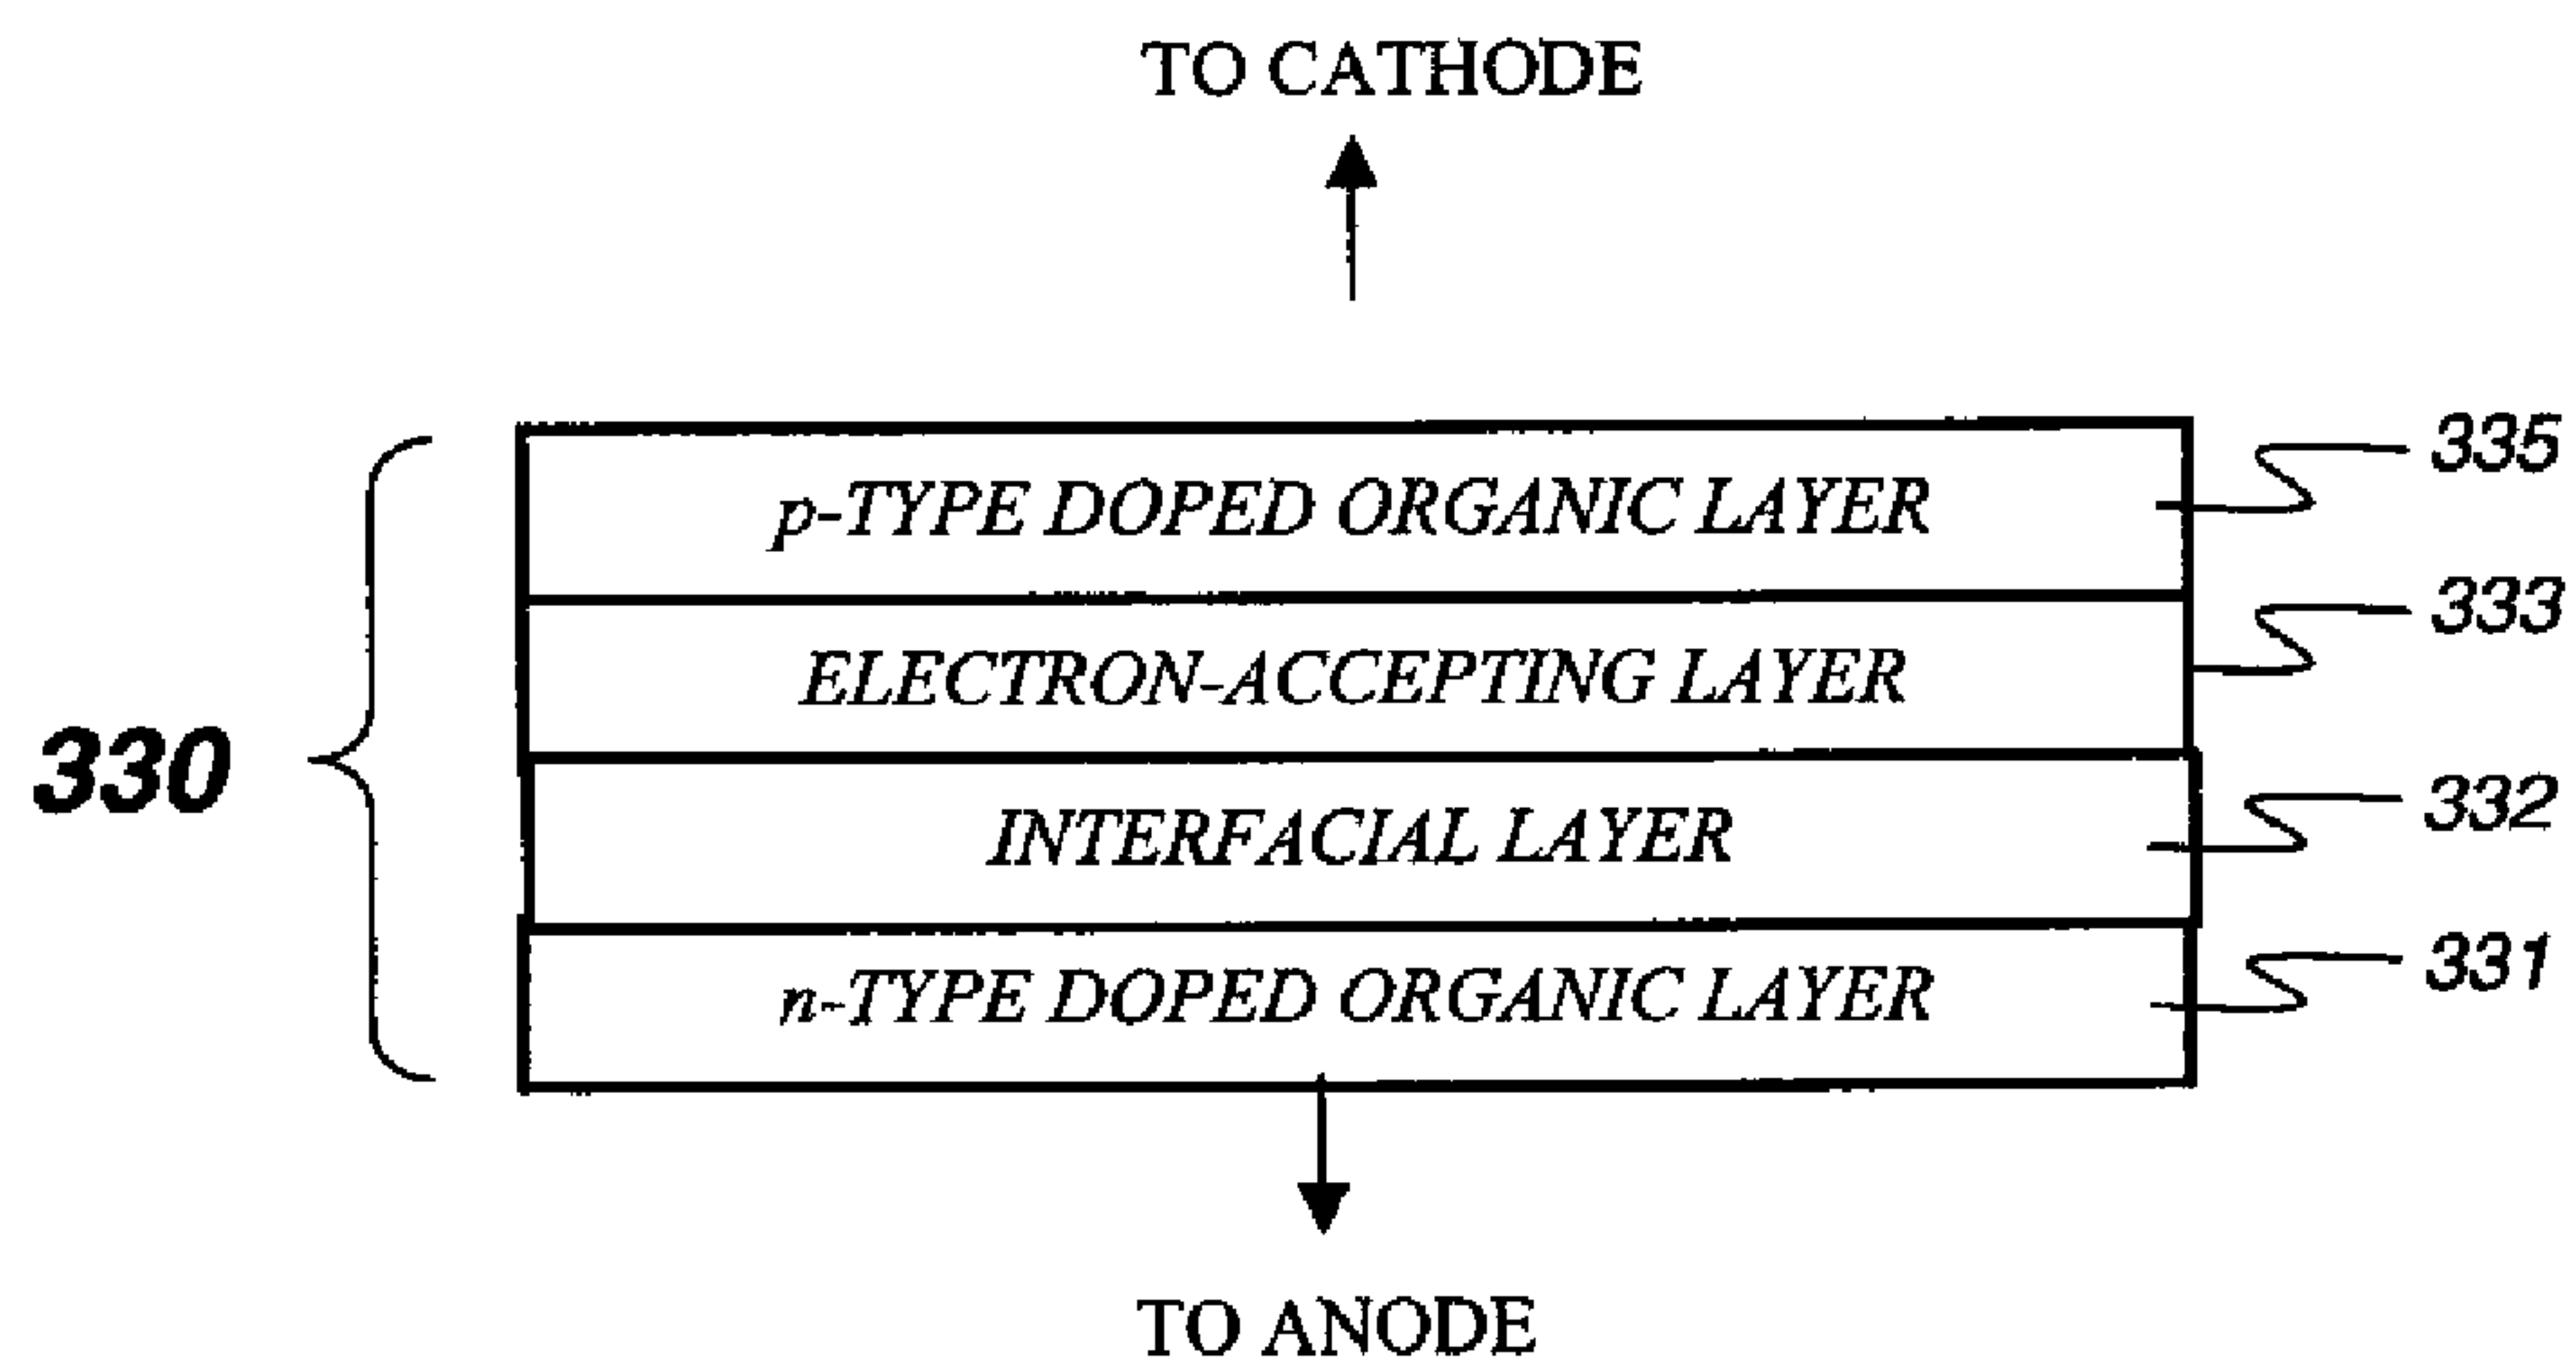 TO CATHODE
335
p-TYPE DOPED ORGANIC LAYER
333
ELECTRON-ACCEPTING LAYER
330
332
INTERFACIAL LAYER
331
n-TYPE DOPED ORGANIC LAYER
TO ANODE